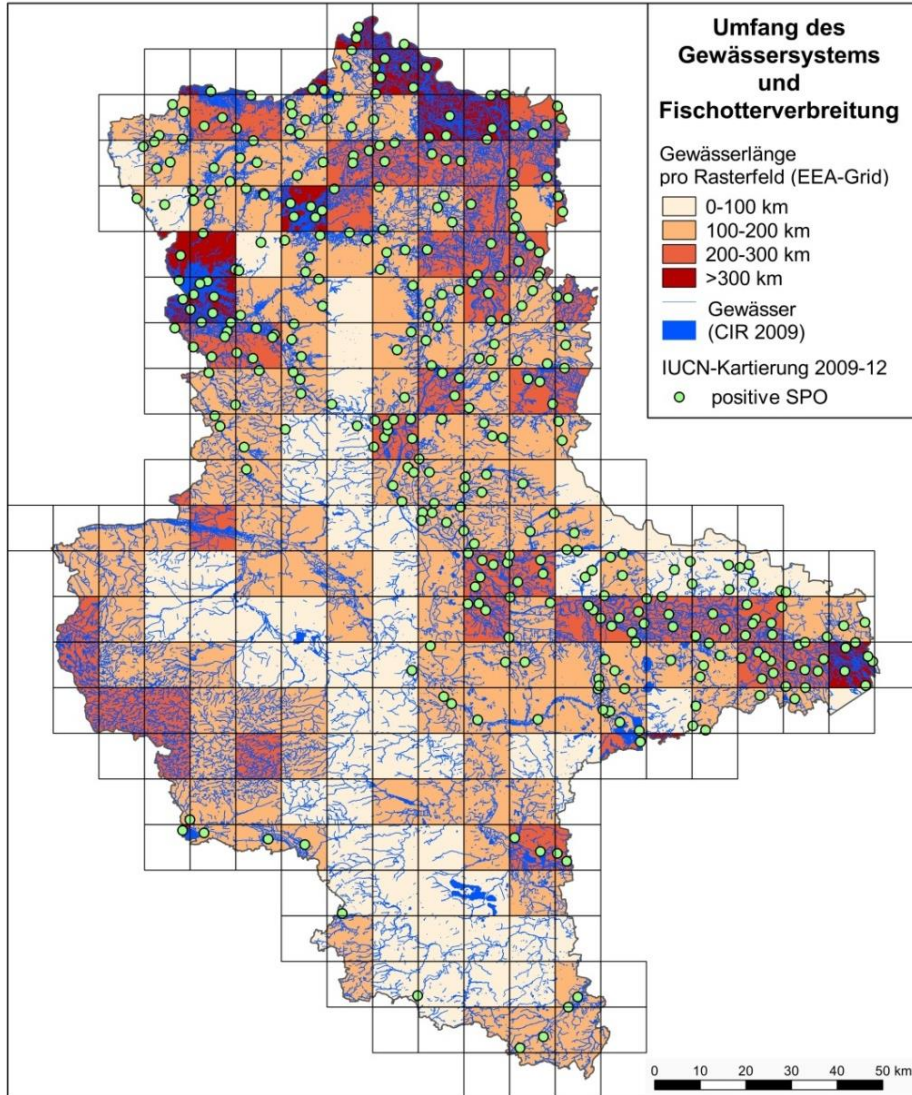 Umfang des
Gewässersystems
und
Fischotterverbreitung
Gewässerlänge
pro Rasterfeld (EEA-Grid)
0-100 km
100-200 km
200-300 km
>300 km
Gewässer
(CIR 2009)
IUCN-Kartierung 2009-12
positive SPO
0 10 20 30 40 50 km